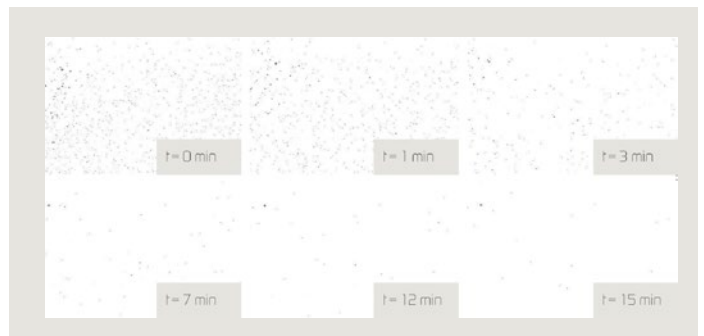 t= 0 min
t= 1 min
t= 3 min
t= 7 min
t= 12 min
t= 15 min